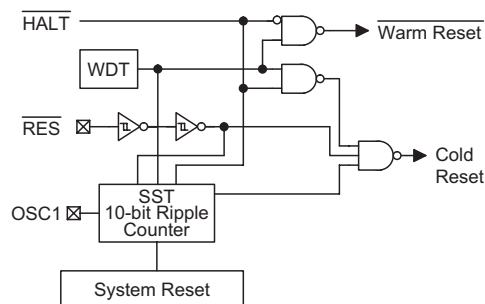 HALT
Warm Reset
WDT
RES
Cold
Reset
SST
10-bit Ripple
Counter
OSC1
System Reset